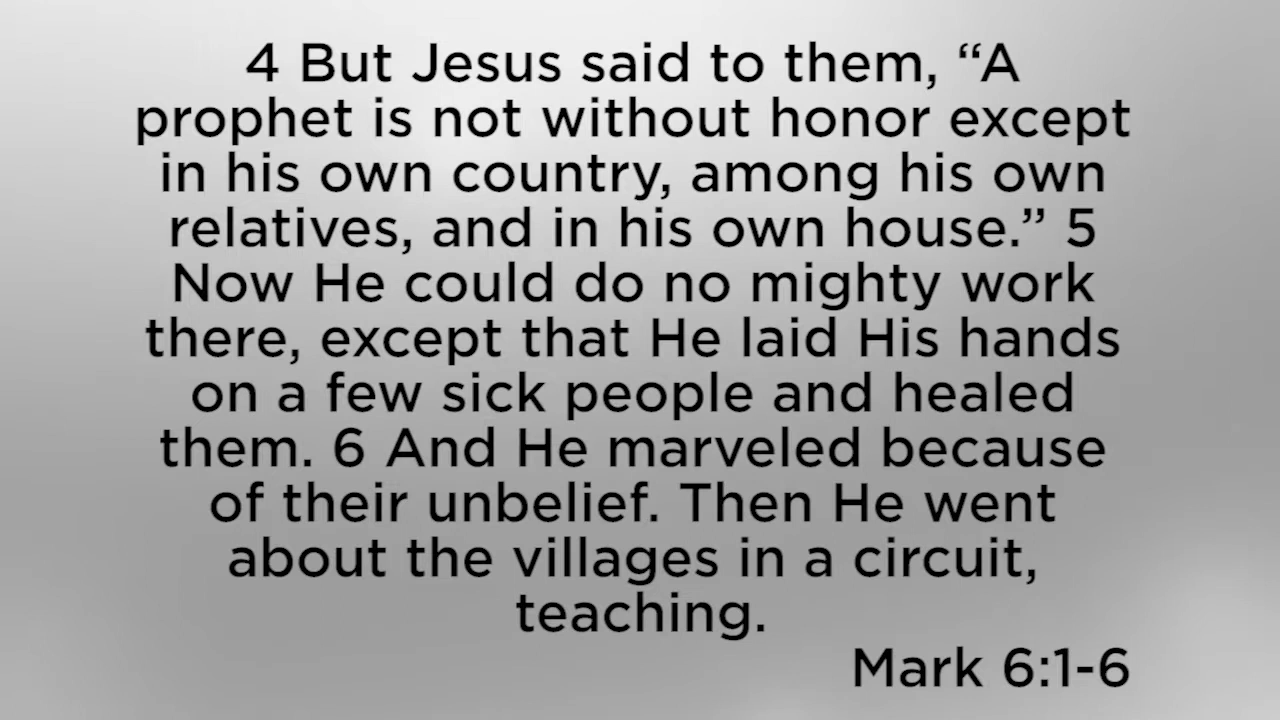 4 But Jesus said to them, “A
prophet is not without honor except
in his own country, among his own
relatives, and in his own house.” 5
Now He could do no mighty work
there, except that He laid His hands
on a few sick people and healed
them. 6 And He marveled because
of their unbelief. Then He went
about the villages in a circuit,
teaching.
Mark 6:1-6